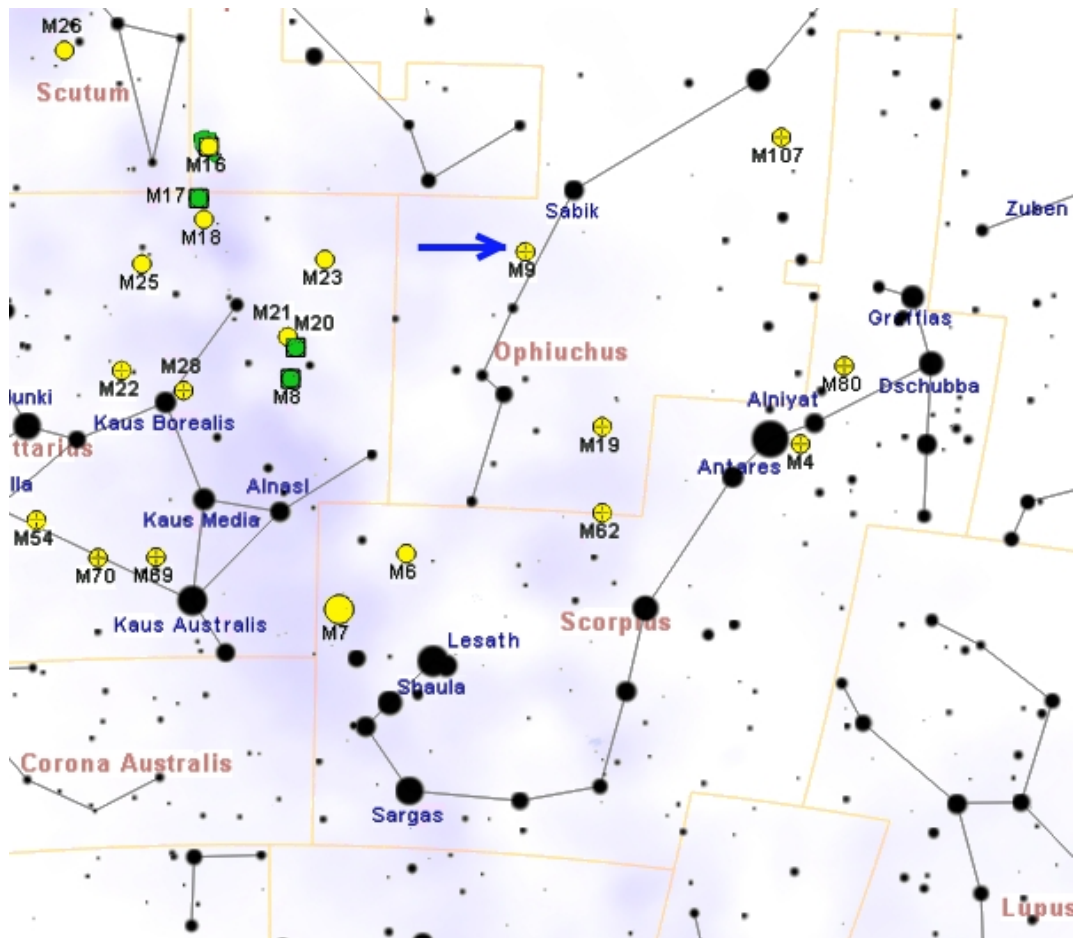 M26
Scutum
M16
M107
M17
Sabik
Zuben
M18
M9
M25
M23
M21
M20
Graffias
Ophiuchus
M22
M28
M8
M80
Dschubba
Alniyat
unki
Kaus Borealis
M19
ttarius
M4
Antares
lla
Alnasl
Kaus Media
M54
M62
M70
M69
M6
Kaus Australis
M7
Scorpius
Lesath
Shaula
Corona Australis
Sargas
Lupus